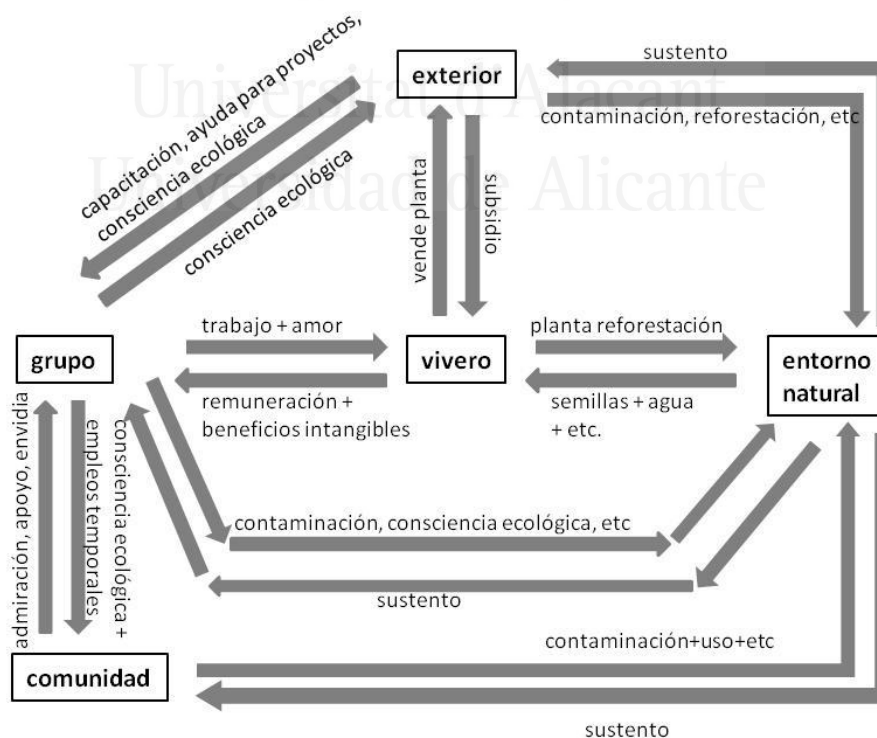 Universitat d'Alacant
Universidad de Alicante
exterior
sustento
contaminación, reforestación, etc
capacitación, ayuda para proyectos,
consciencia ecológica
consciencia ecológica
vende planta
subsidio
trabajo + amor
planta reforestación
grupo
vivero
entorno
natural
remuneración +
beneficios intangibles
semillas + agua
+ etc.
admiración, apoyo, envidia
consciencia ecológica +
empleos temporales
contaminación, consciencia ecológica, etc
sustento
comunidad
contaminación+uso+etc
sustento